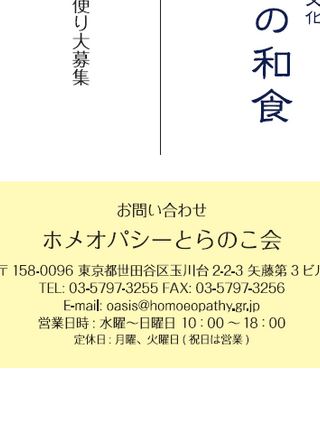 文化
の和食
便り大募集
お問い合わせ
ホメオパシーとらのこ会
〒158-0096 東京都世田谷区玉川台 2-2-3 矢藤第3ビル
TEL: 03-5797-3255 FAX: 03-5797-3256
E-mail: oasis@homoeopathy.gr.jp
営業日時 : 水曜〜日曜日 10 : 00 〜 18 : 00
定休日 : 月曜、火曜日 ( 祝日は営業 )